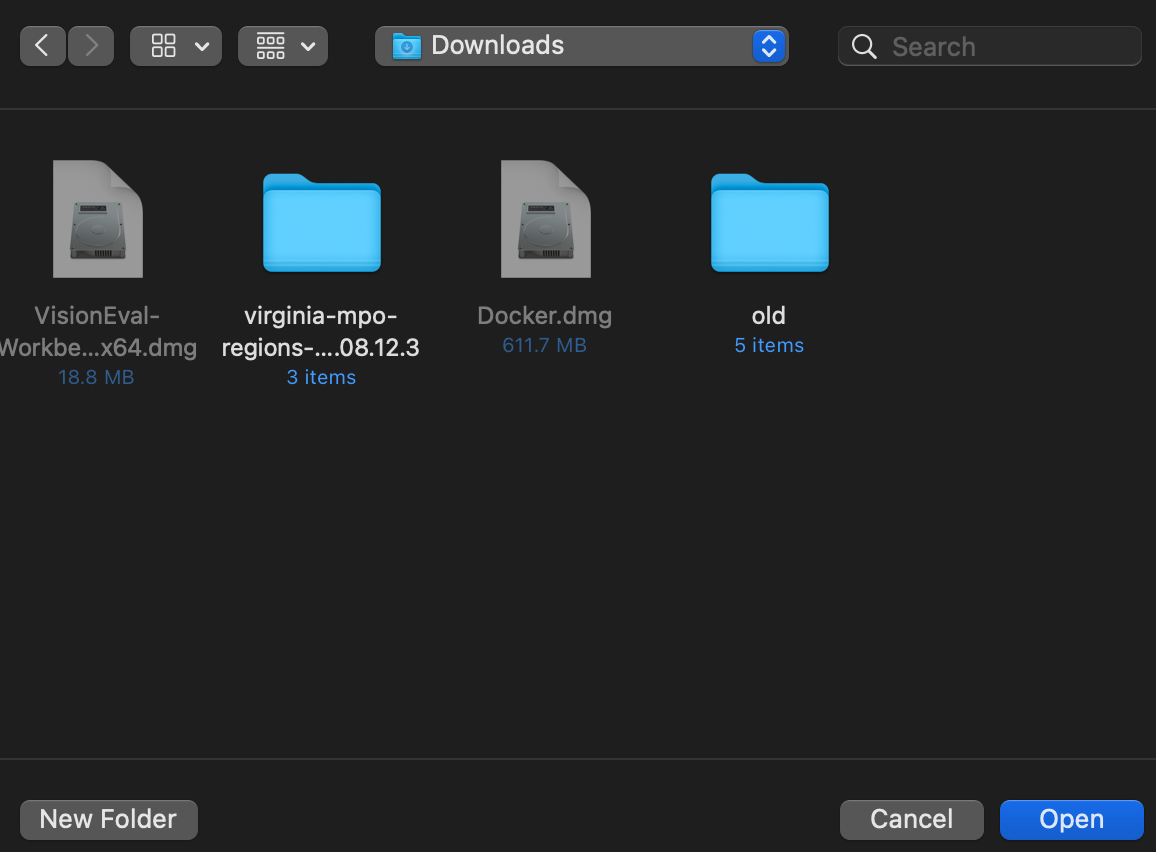 Downloads
Search
VisionEval-
Workbe...x64.dmg
18.8 MB
virginia-mpo-
regions-....08.12.3
3 items
Docker.dmg
611.7 MB
old
5 items
New Folder
Cancel
Open